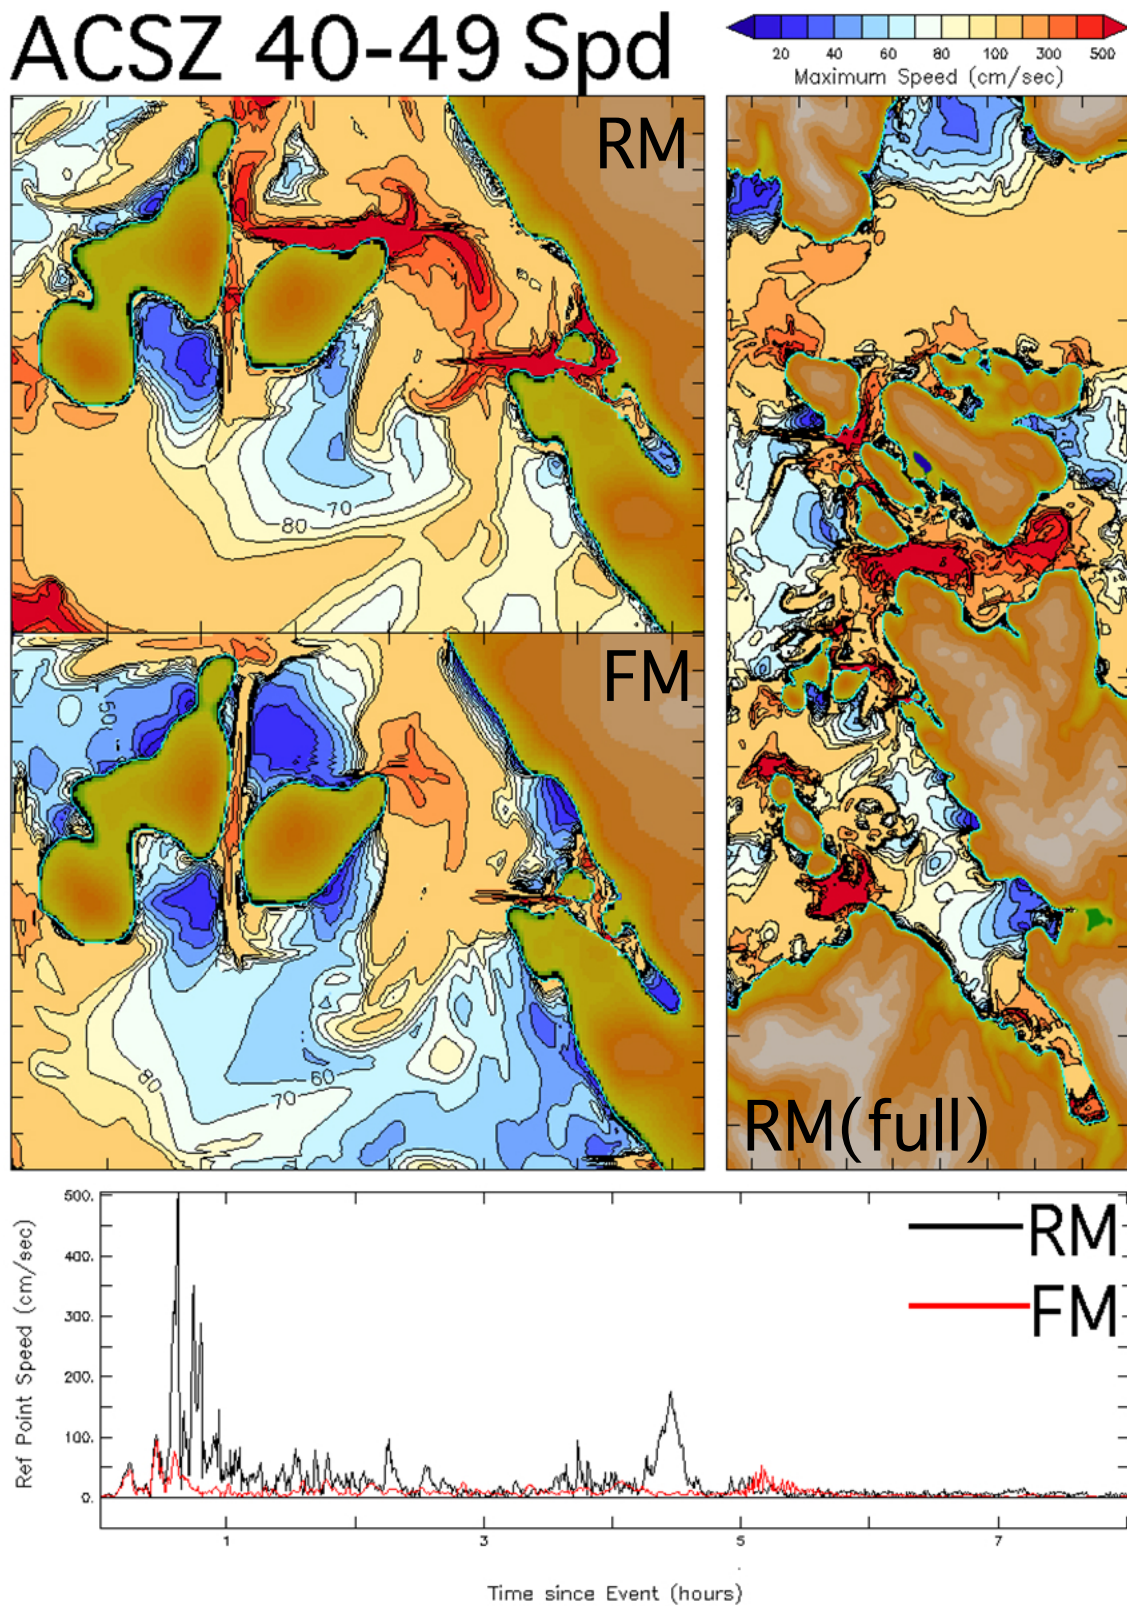 ACSZ 40-49 Spd
20 40 60 80 100 300 500
Maximum Speed (cm/sec)
RM
70
80
FM
50
80
60
70
8
RM(full)
500.
400.
300.
200.
100.
0.
Ref Point Speed (cm/sec)
RM
FM
1 3 5 7
Time since Event (hours)